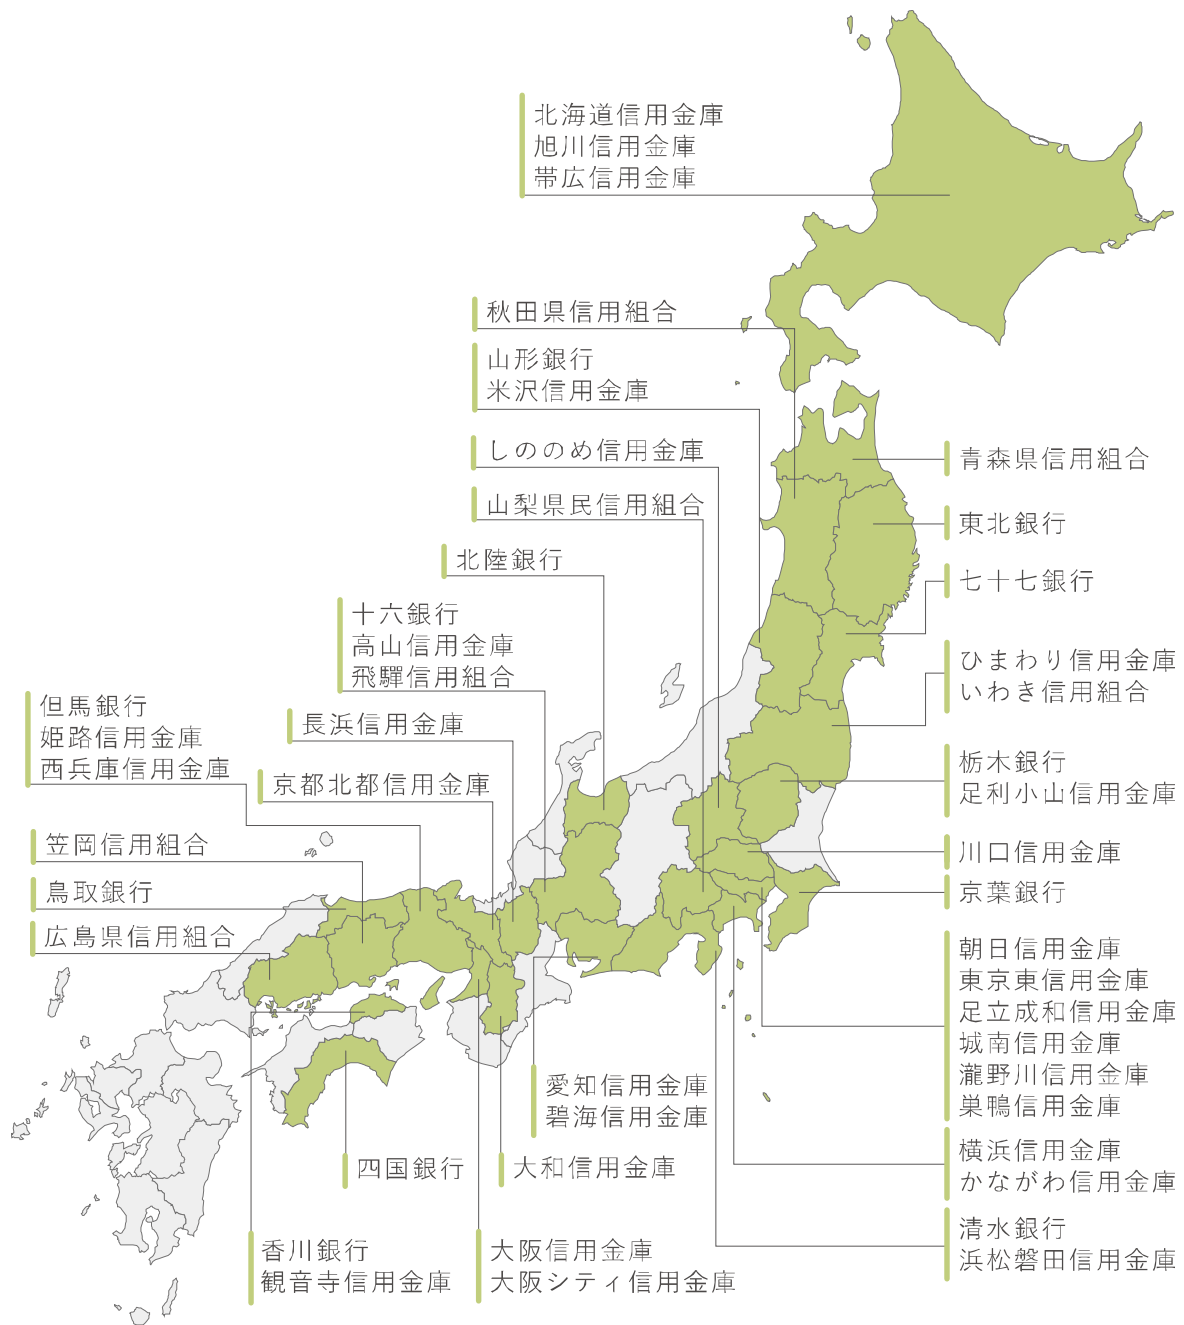 北海道信用金庫
旭川信用金庫
帯広信用金庫
秋田県信用組合
山形銀行
米沢信用金庫
しののめ信用金庫
山梨県民信用組合
北陸銀行
十六銀行
高山信用金庫
飛驒信用組合
長浜信用金庫
但馬銀行
姫路信用金庫
西兵庫信用金庫
京都北都信用金庫
笠岡信用組合
鳥取銀行
広島県信用組合
青森県信用組合
東北銀行
七十七銀行
ひまわり信用金庫
いわき信用組合
栃木銀行
足利小山信用金庫
川口信用金庫
京葉銀行
朝日信用金庫
東京東信用金庫
足立成和信用金庫
城南信用金庫
瀧野川信用金庫
巣鴨信用金庫
横浜信用金庫
かながわ信用金庫
清水銀行
浜松磐田信用金庫
愛知信用金庫
碧海信用金庫
四国銀行
大和信用金庫
香川銀行
観音寺信用金庫
大阪信用金庫
大阪シティ信用金庫